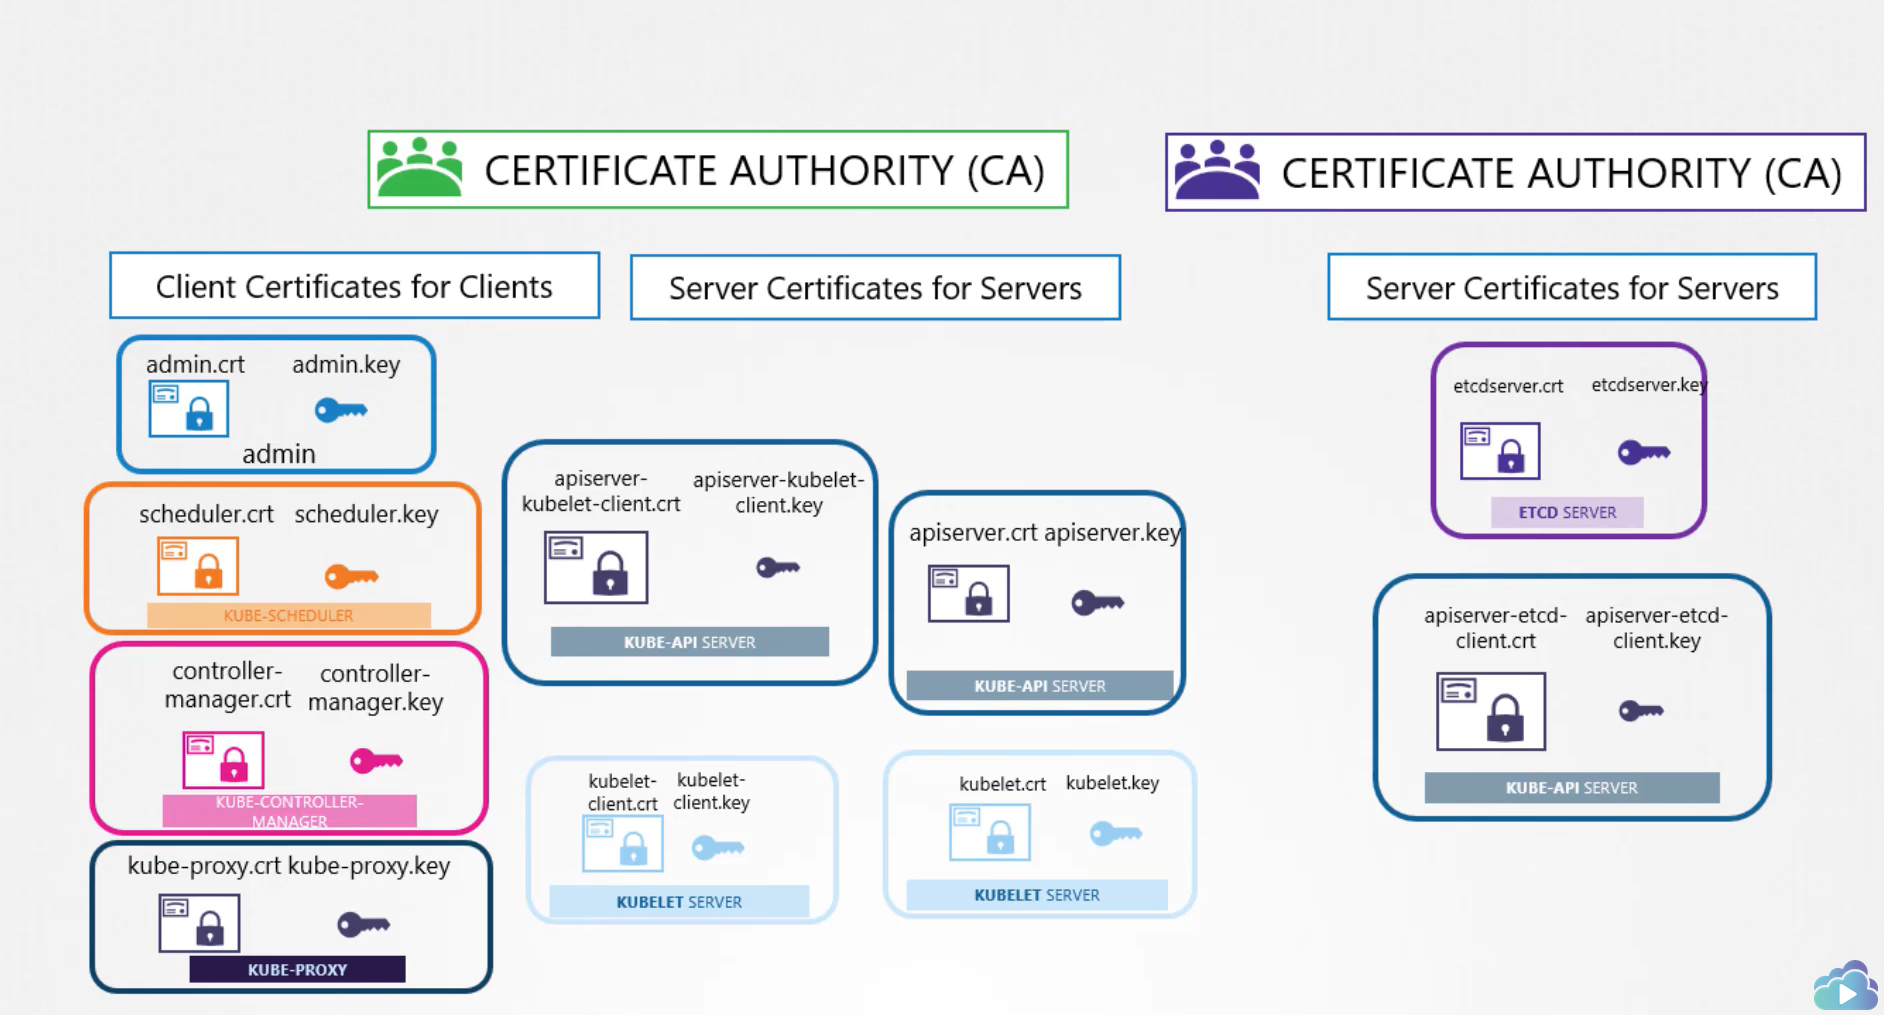 CERTIFICATE AUTHORITY (CA)
CERTIFICATE AUTHORITY (CA)
Client Certificates for Clients
Server Certificates for Servers
Server Certificates for Servers
admin.crt
admin.key
admin
scheduler.crt
scheduler.key
KUBE-SCHEDULER
controller-
manager.crt
controller-
manager.key
KUBE-CONTROLLER-
MANAGER
kube-proxy.crt
kube-proxy.key
KUBE-PROXY
apiserver-
kubelet-client.crt
apiserver-kubelet-
client.key
KUBE-API SERVER
kubelet-
client.crt
kubelet-
client.key
KUBELET SERVER
apiserver.crt
apiserver.key
KUBE-API SERVER
kubelet.crt
kubelet.key
KUBELET SERVER
etcdserver.crt
etcdserver.key
ETCD SERVER
apiserver-etcd-
client.crt
apiserver-etcd-
client.key
KUBE-API SERVER